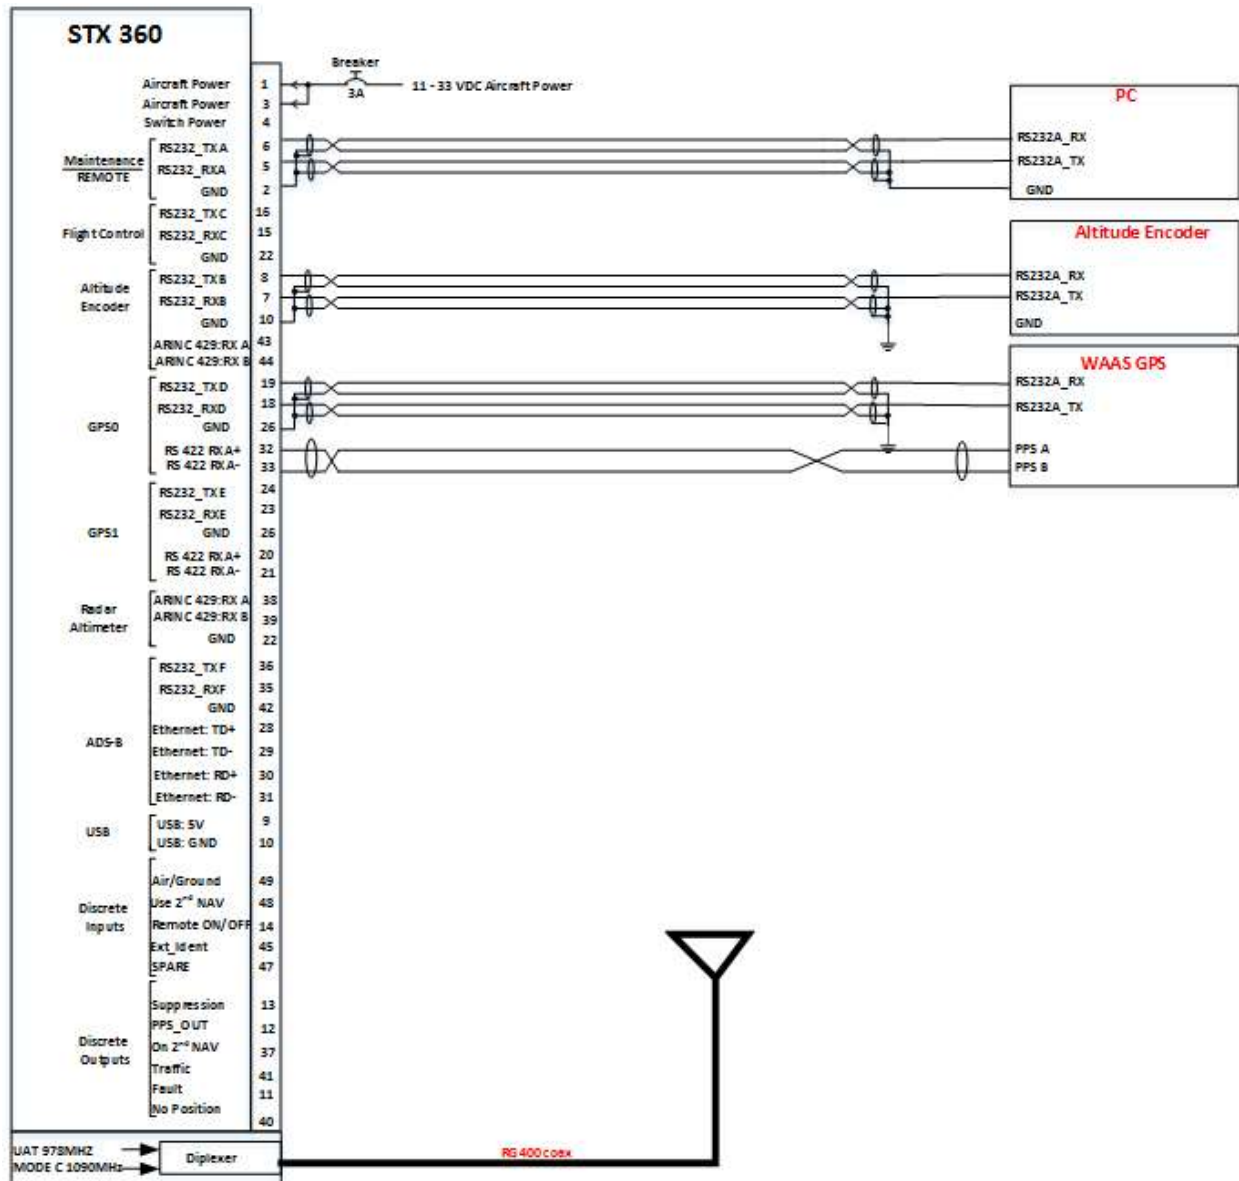 STX 360
Breaker
3A
11 - 33 VDC Aircraft Power
Aircraft Power 1
Aircraft Power 3
Switch Power 4
Maintenance
REMOTE
RS232_TXA 6
RS232_RXA 5
GND 2
Flight Control
RS232_TXC 16
RS232_RXC 15
GND 22
Altitude
Encoder
RS232_TXB 8
RS232_RXB 7
GND 10
ARINC 429:RX A 43
ARINC 429:RX B 44
GPS0
RS232_TXD 19
RS232_RXD 18
GND 26
RS 422 RXA+ 32
RS 422 RXA- 33
GPS1
RS232_TXE 24
RS232_RXE 23
GND 26
RS 422 RXA+ 20
RS 422 RXA- 21
Radar
Altimeter
ARINC 429:RX A 38
ARINC 429:RX B 39
GND 22
ADS-B
RS232_TXF 36
RS232_RXF 35
GND 42
Ethernet: TD+ 28
Ethernet: TD- 29
Ethernet: RD+ 30
Ethernet: RD- 31
USB
USB: 5V 9
USB: GND 10
Discrete
Inputs
Air/Ground 49
Use 2nd NAV 48
Remote ON/OFF 14
Ext_Ident 45
SPARE 47
Discrete
Outputs
Suppression 13
PPS_OUT 12
On 2nd NAV 37
Traffic 41
Fault 11
No Position 40
UAT 978MHZ
MODE C 1090MHz
Diplexer
RG400 coax
PC
RS232A_RX
RS232A_TX
GND
Altitude Encoder
RS232A_RX
RS232A_TX
GND
WAAS GPS
RS232A_RX
RS232A_TX
PPS A
PPS B